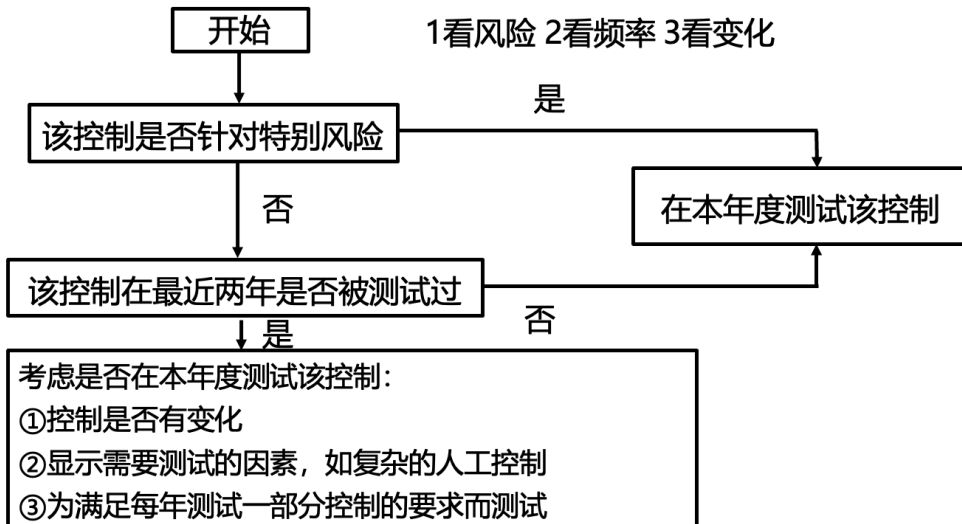 开始
1看风险 2看频率 3看变化
是
该控制是否针对特别风险
在本年度测试该控制
否
该控制在最近两年是否被测试过
否
是
考虑是否在本年度测试该控制：
①控制是否有变化
②显示需要测试的因素，如复杂的人工控制
③为满足每年测试一部分控制的要求而测试